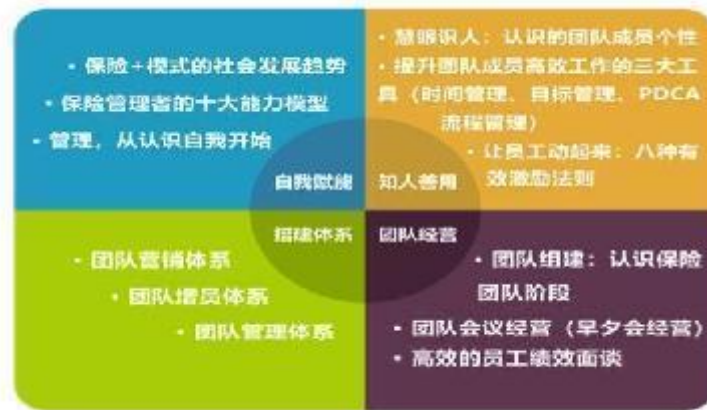 • 保险+模式的社会发展趋势
• 保险管理者的十大能力模型
• 管理，从认识自我开始
自我赋能
• 慧眼识人：认识的团队成员个性
• 提升团队成员高效工作的三大工
具（时间管理、目标管理、PDCA
流程管理）
• 让员工动起来：八种有
效激励法则
知人善用
搭建体系
• 团队营销体系
• 团队增员体系
• 团队管理体系
团队经营
• 团队组建：认识保险
团队阶段
• 团队会议经营（早夕会经营）
• 高效的员工绩效面谈